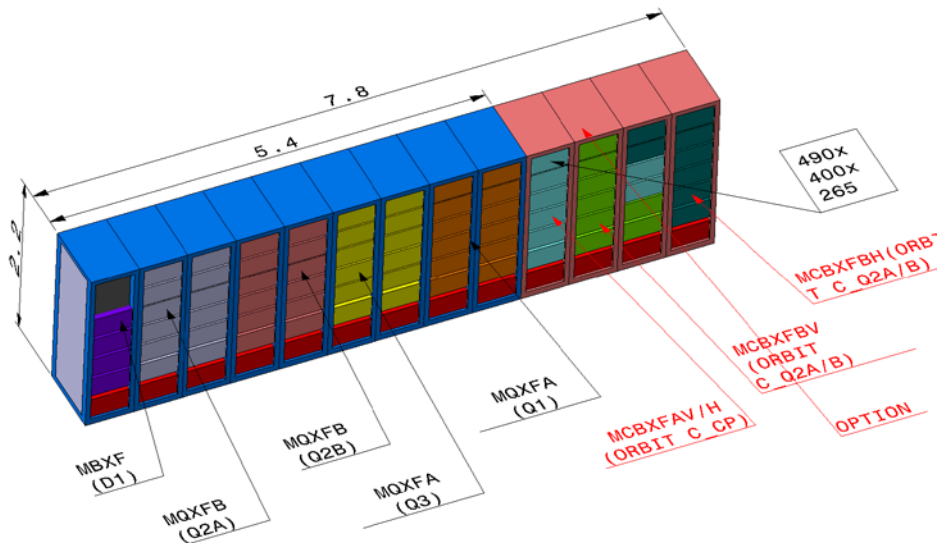 7.8
5.4
2.2
490x
400x
265
MCBXFBH(ORBI
T C_Q2A/B)
MCBXFBV
(ORBIT
C_Q2A/B)
OPTION
MQXFA
(Q1)
MCBXFAV/H
(ORBIT C_CP)
MQXFB
(Q2B)
MBXF
(D1)
MQXFA
(Q3)
MQXFB
(Q2A)